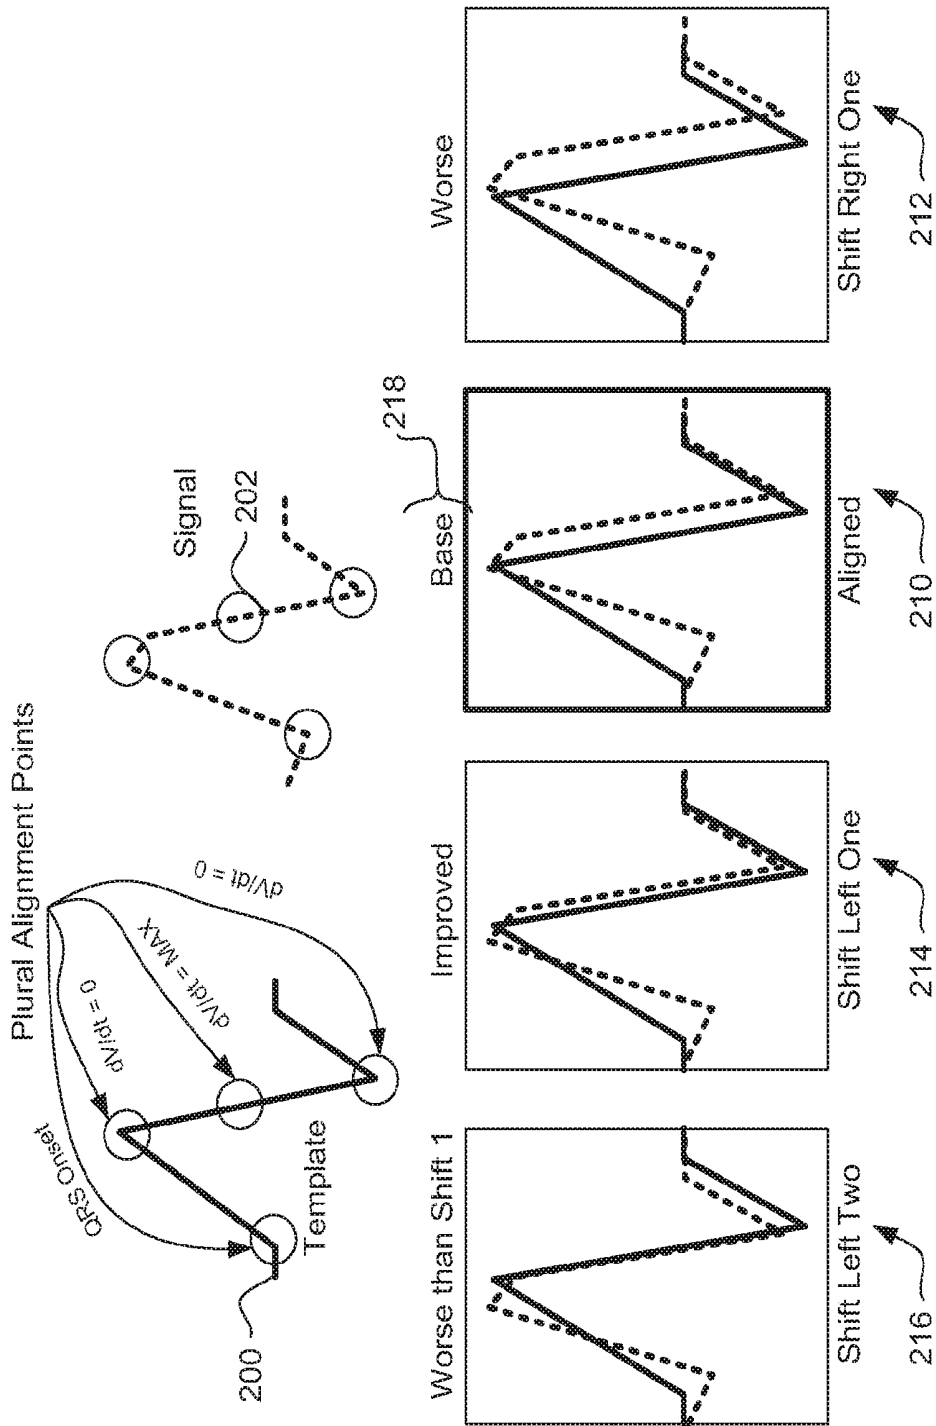 Plural Alignment Points
QRS Onset
dV/dt = 0
dV/dt = MAX
dV/dt = 0
200
Template
Signal
202
Worse than Shift 1
Improved
Base
218
Worse
Shift Left Two
Shift Left One
Aligned
Shift Right One
216
214
210
212